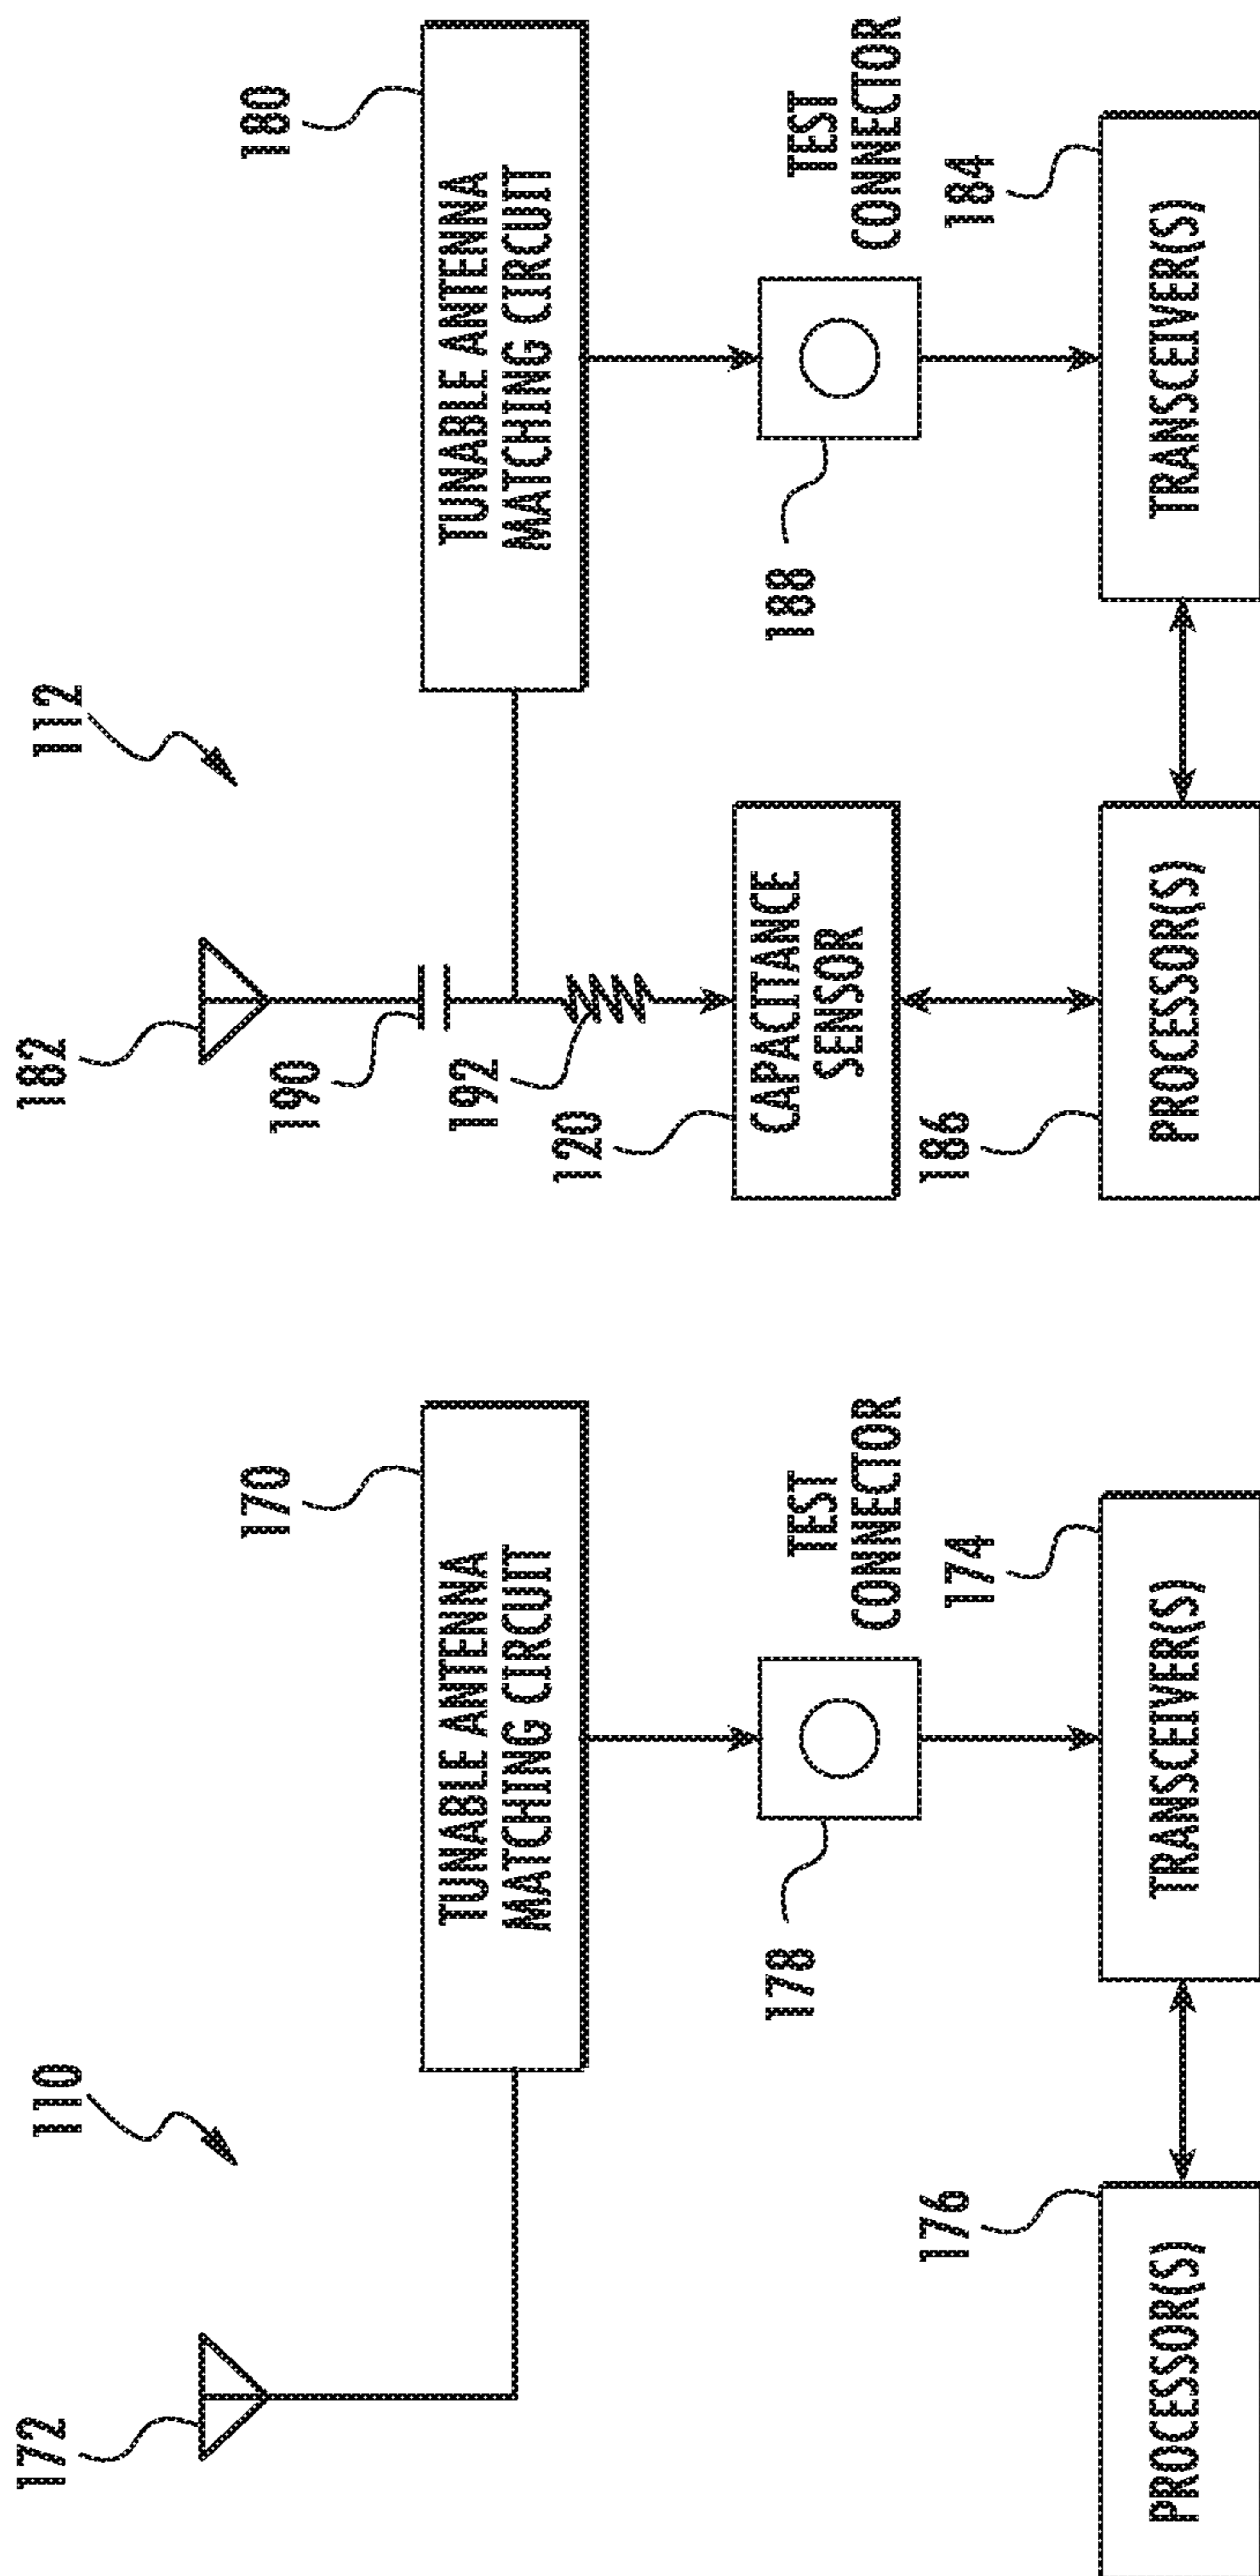 110
172
170
TUNABLE ANTENNA
MATCHING CIRCUIT
178
TEST
CONNECTOR
176
PROCESSOR(S)
174
TRANSCEIVER(S)
112
182
190
192
180
TUNABLE ANTENNA
MATCHING CIRCUIT
120
CAPACITANCE
SENSOR
188
TEST
CONNECTOR
186
PROCESSOR(S)
184
TRANSCEIVER(S)